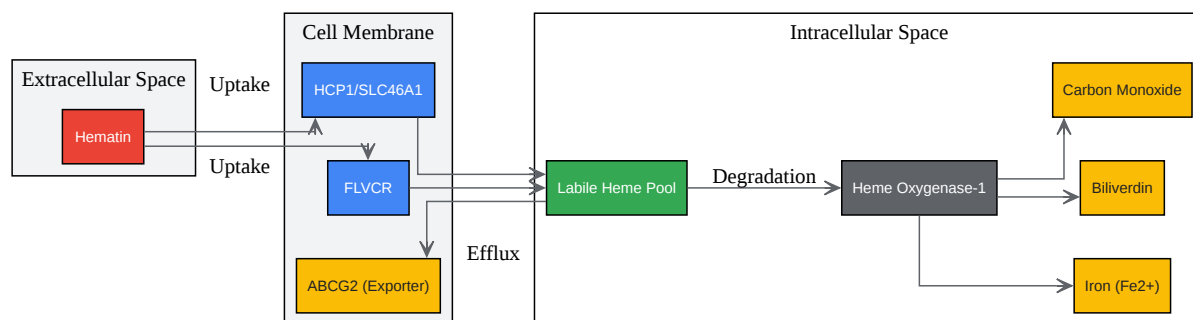 Extracellular Space
Hematin
Uptake
Uptake
Cell Membrane
HCP1/SLC46A1
FLVCR
ABCG2 (Exporter)
Efflux
Intracellular Space
Labile Heme Pool
Degradation
Heme Oxygenase-1
Carbon Monoxide
Biliverdin
Iron (Fe2+)